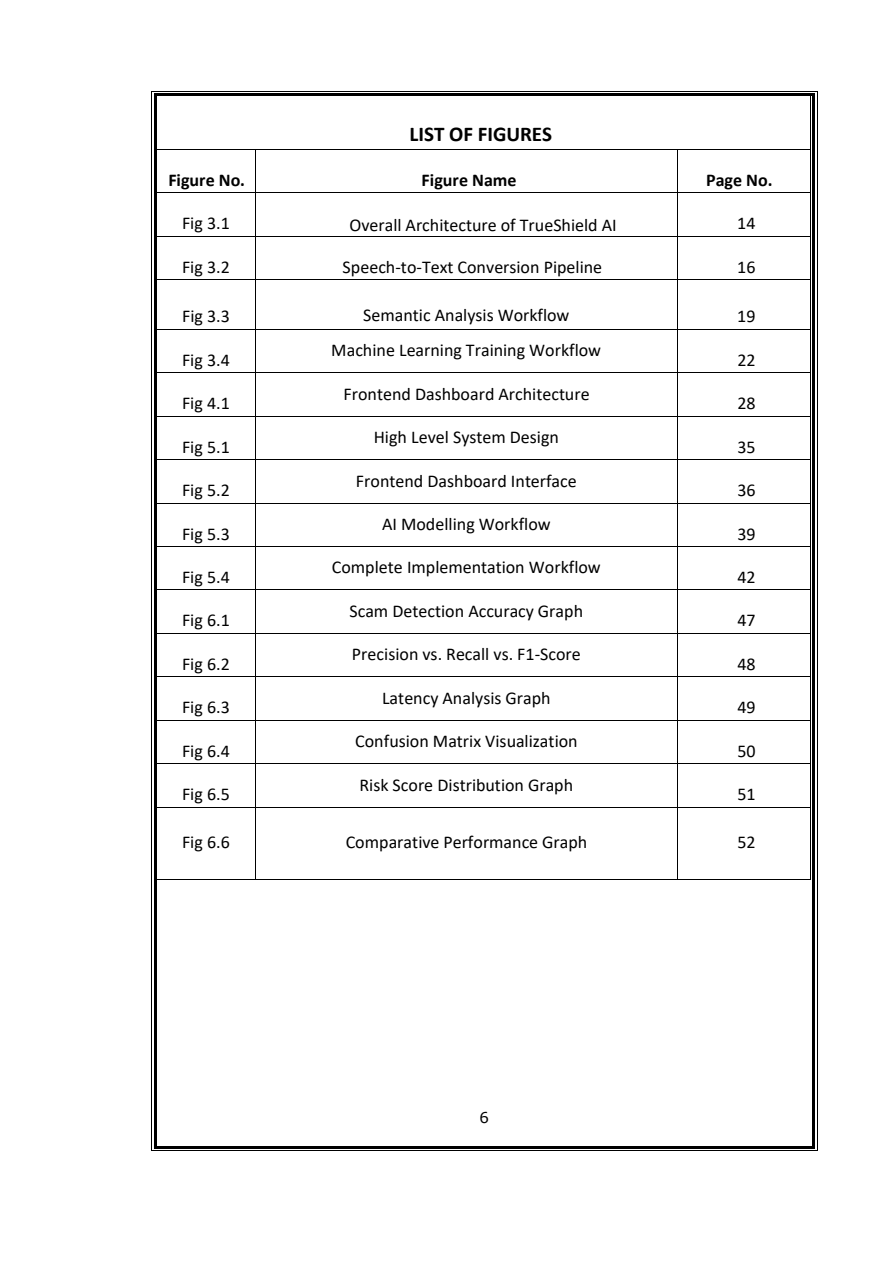 LIST OF FIGURES
Figure No. Figure Name Page No.
Fig 3.1 Overall Architecture of TrueShield AI 14
Fig 3.2 Speech-to-Text Conversion Pipeline 16
Fig 3.3 Semantic Analysis Workflow 19
Fig 3.4 Machine Learning Training Workflow 22
Fig 4.1 Frontend Dashboard Architecture 28
Fig 5.1 High Level System Design 35
Fig 5.2 Frontend Dashboard Interface 36
Fig 5.3 AI Modelling Workflow 39
Fig 5.4 Complete Implementation Workflow 42
Fig 6.1 Scam Detection Accuracy Graph 47
Fig 6.2 Precision vs. Recall vs. F1-Score 48
Fig 6.3 Latency Analysis Graph 49
Fig 6.4 Confusion Matrix Visualization 50
Fig 6.5 Risk Score Distribution Graph 51
Fig 6.6 Comparative Performance Graph 52
6